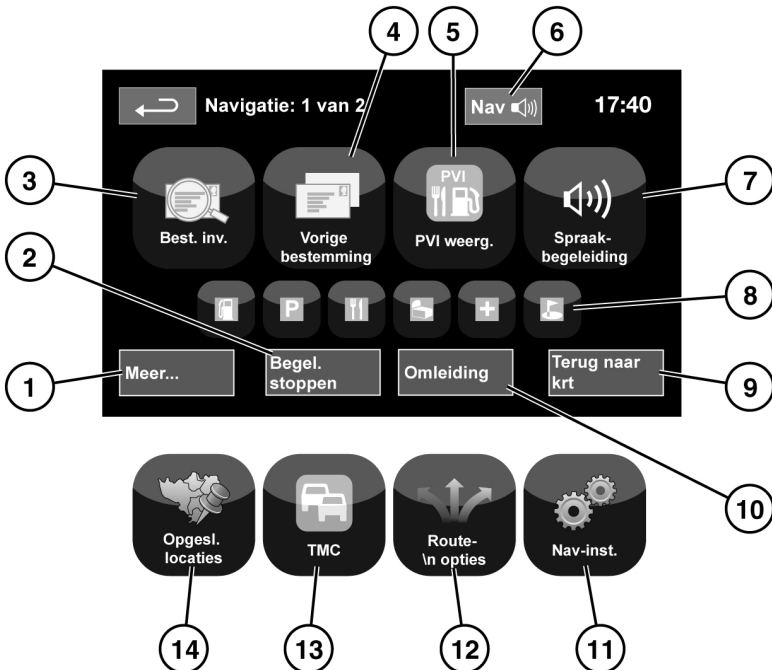 4 5 6
Navigatie: 1 van 2 Nav 17:40
3 7
PVI
Best. inv.
Vorige
bestemming
PVI weerg.
Spraak-
begeleiding
2
P
8
Meer...
Begel.
stoppen
Omleiding
Terug naar
krt
1 9
10
Opgesl.
locaties
TMC
Route-
\n opties
Nav-inst.
14 13 12 11